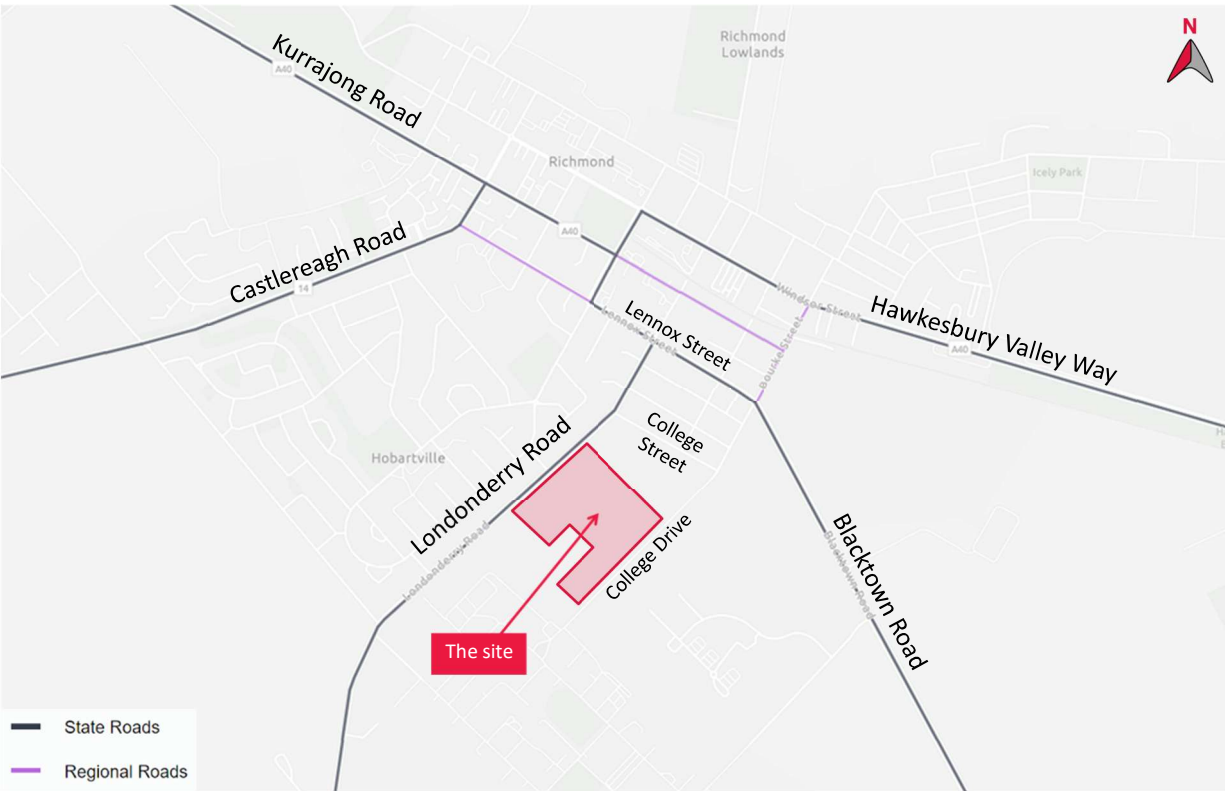 N
Richmond
Lowlands
Kurrajong Road
A40
Richmond
Icely Park
Castlereagh Road
14
A40
Windsor Street
Hawkesbury Valley Way
A40
Lennox Street
Lennox Street
Bourke Street
College
Street
Hobartville
Londonderry Road
Londonderry Road
College Drive
Blacktown Road
Blacktown Road
The site
State Roads
Regional Roads